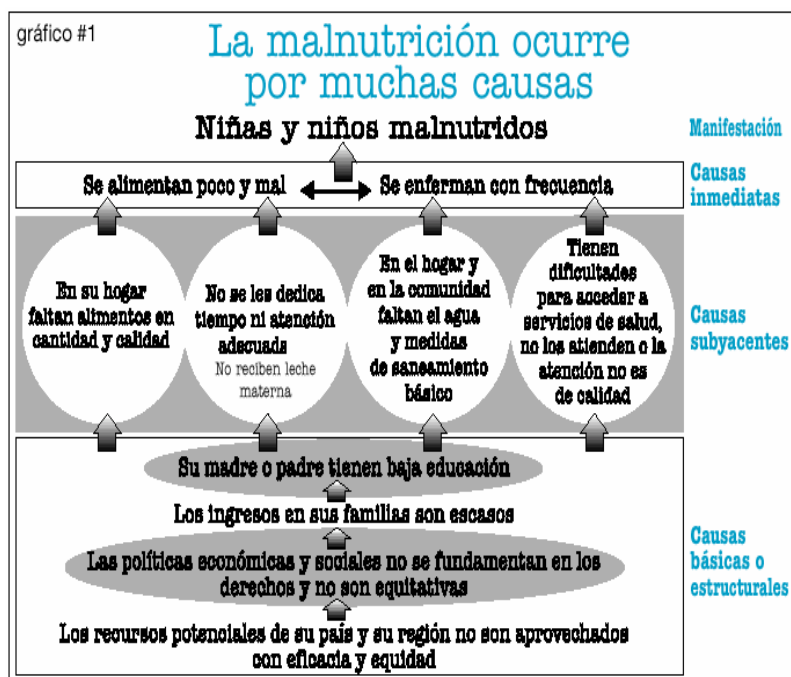 gráfico #1
La malnutrición ocurre
por muchas causas
Niñas y niños malnutridos
Manifestación
Se alimentan poco y mal
Se enferman con frecuencia
Causas
inmediatas
En su hogar
faltan alimentos en
cantidad y calidad
No se les dedica
tiempo ni atención
adecuada
No reciben leche
materna
En el hogar y
en la comunidad
faltan el agua
y medidas
de saneamiento
básico
Tienen
dificultades
para acceder a
servicios de salud,
no los atienden o la
atención no es
de calidad
Causas
subyacentes
Su madre o padre tienen baja educación
Los ingresos en sus familias son escasos
Las políticas económicas y sociales no se fundamentan en los
derechos y no son equitativas
Los recursos potenciales de su país y su región no son aprovechados
con eficacia y equidad
Causas
básicas o
estructurales